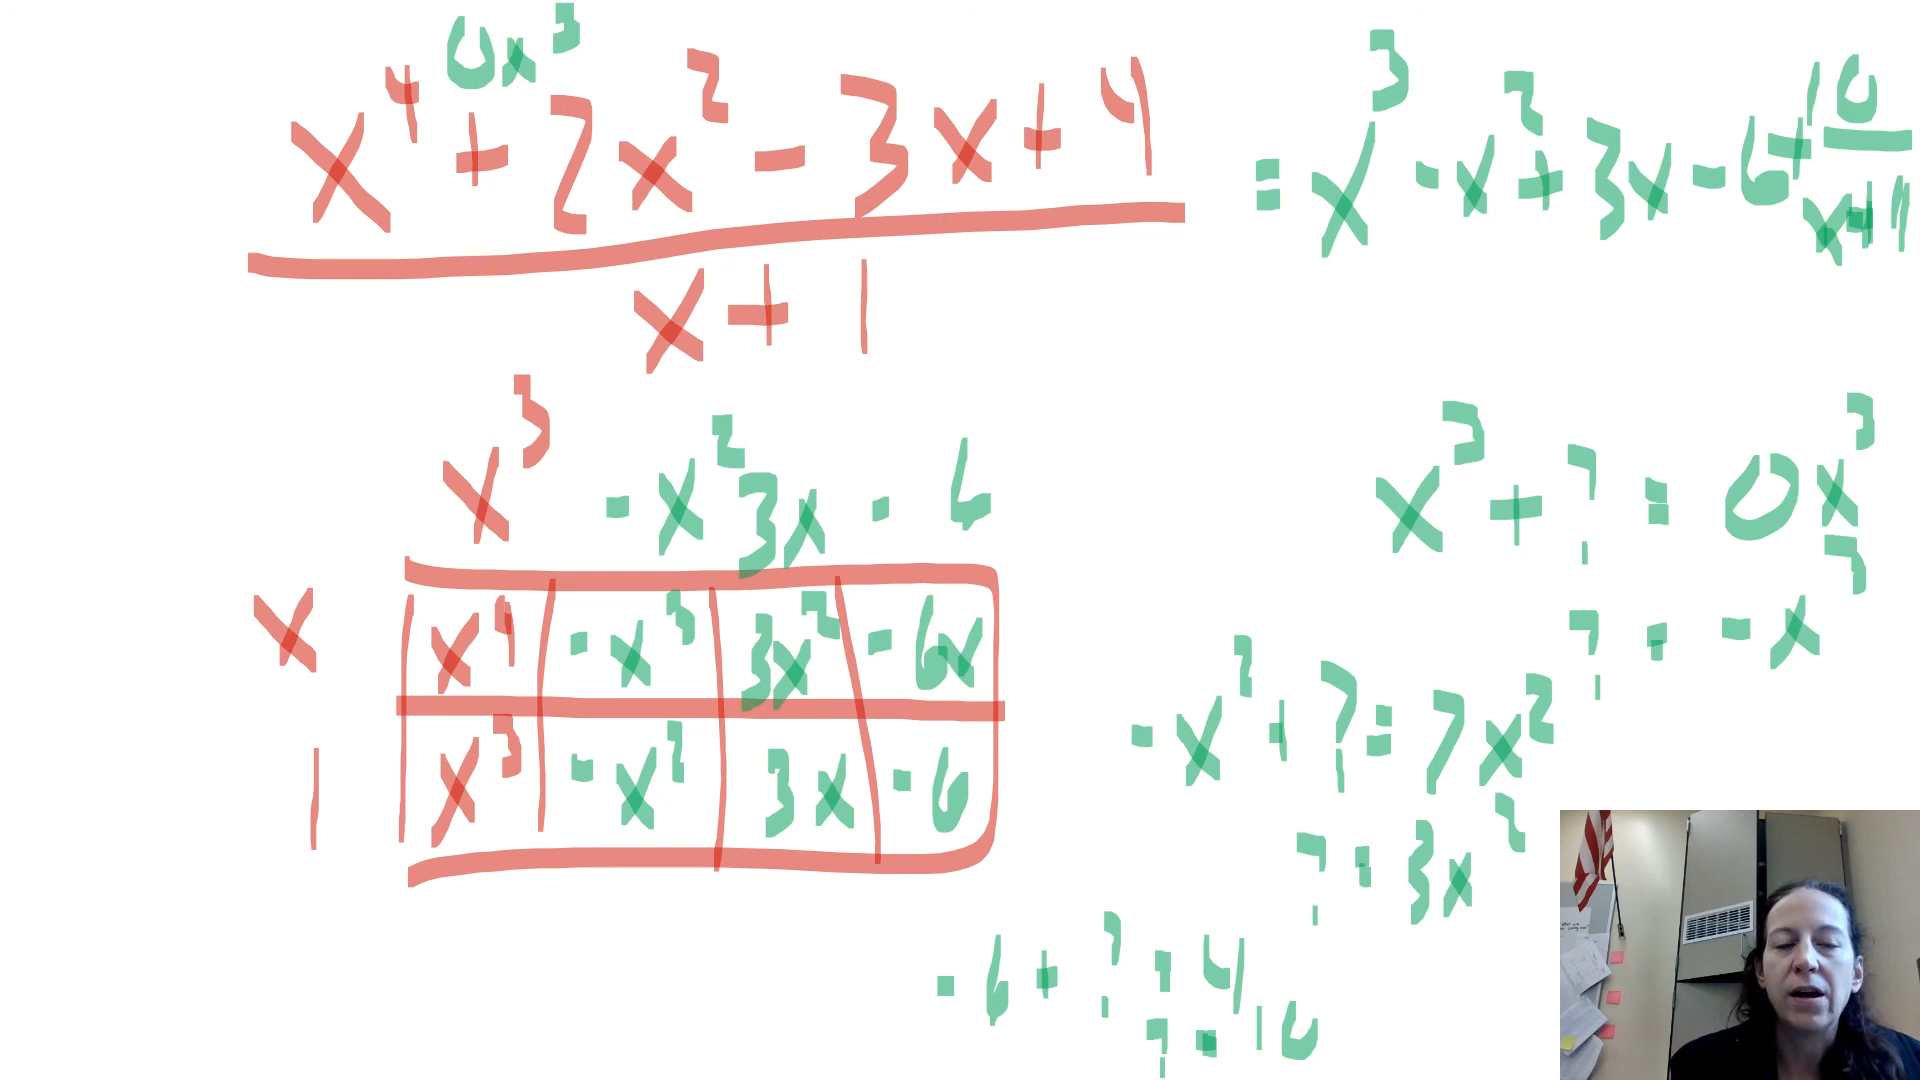 0x³
x⁴ + 2x² - 3x + 4
x + 1
= x³ - x² + 3x - 6 + 10/(x+1)
x³ - x² 3x - 6
x x⁴ -x³ 3x² -6x
1 x³ -x² 3x -6
x³ + ? = 0x³
? = -x³
-x² + ? = 2x²
? = 3x²
-6 + ? = 4
? = 10